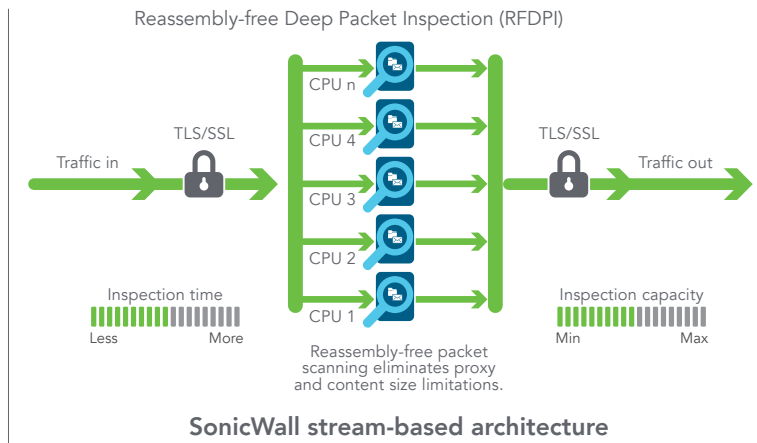 Reassembly-free Deep Packet Inspection (RFDPI)
CPU n
TLS/SSL
CPU 4
TLS/SSL
Traffic in
Traffic out
CPU 3
CPU 2
Inspection time
Less More
CPU 1
Inspection capacity
Min Max
Reassembly-free packet
scanning eliminates proxy
and content size limitations.
SonicWall stream-based architecture